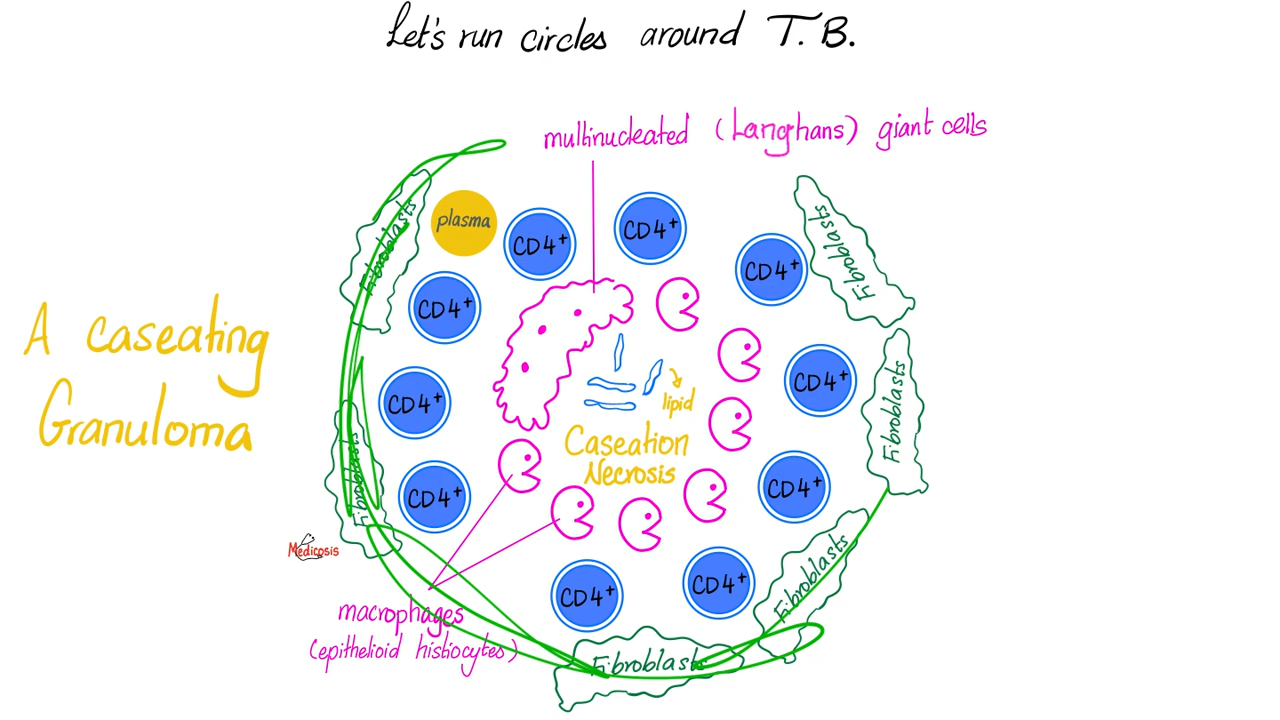 Let's run circles around T. B.
multinucleated (Langhans) giant cells
Fibroblasts
plasma
CD4+
CD4+
Fibroblasts
CD4+
CD4+
A caseating
Granuloma
CD4+
CD4+
lipid
Fibroblasts
Caseation
Necrosis
Fibroblasts
CD4+
CD4+
Medicosis
Fibroblasts
CD4+
CD4+
macrophages
(epithelioid histiocytes)
Fibroblasts